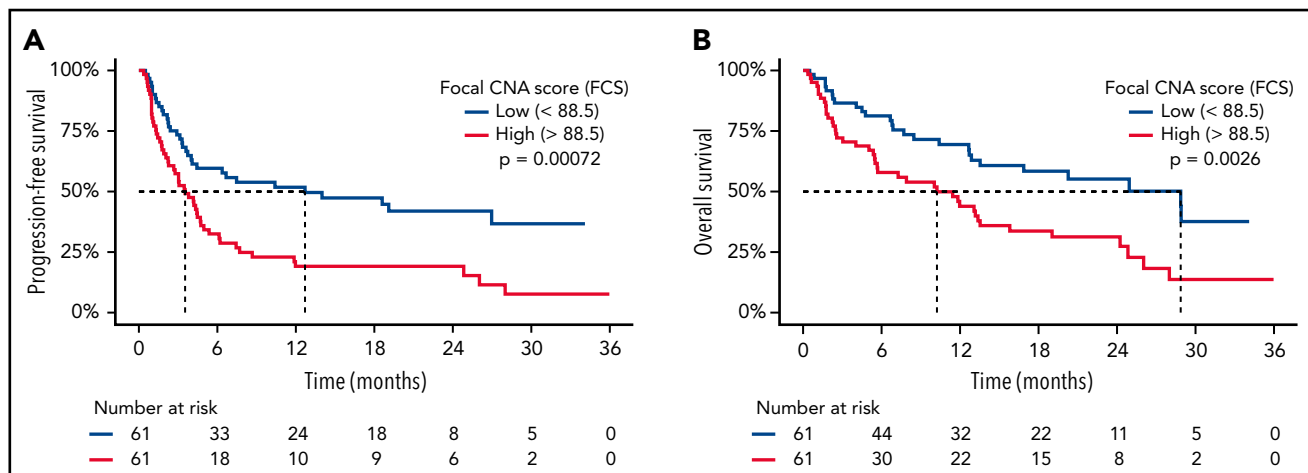 A
Progression-free survival
100%
75%
50%
25%
0%
Focal CNA score (FCS)
Low (< 88.5)
High (> 88.5)
p = 0.00072
0 6 12 18 24 30 36
Time (months)
Number at risk
61 33 24 18 8 5 0
61 18 10 9 6 2 0
B
Overall survival
100%
75%
50%
25%
0%
Focal CNA score (FCS)
Low (< 88.5)
High (> 88.5)
p = 0.0026
0 6 12 18 24 30 36
Time (months)
Number at risk
61 44 32 22 11 5 0
61 30 22 15 8 2 0